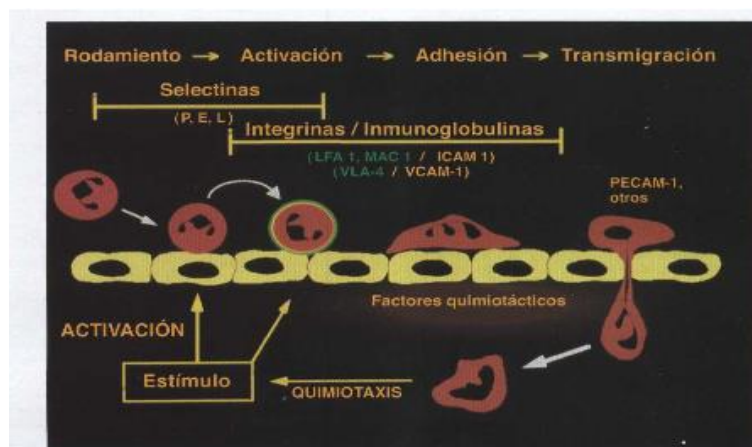 Rodamiento → Activación → Adhesión → Transmigración
Selectinas
(P, E, L)
Integrinas / Inmunoglobulinas
(LFA 1, MAC 1 / ICAM 1)
(VLA-4 / VCAM-1)
PECAM-1,
otros
Factores quimiotácticos
ACTIVACIÓN
Estímulo
QUIMIOTAXIS